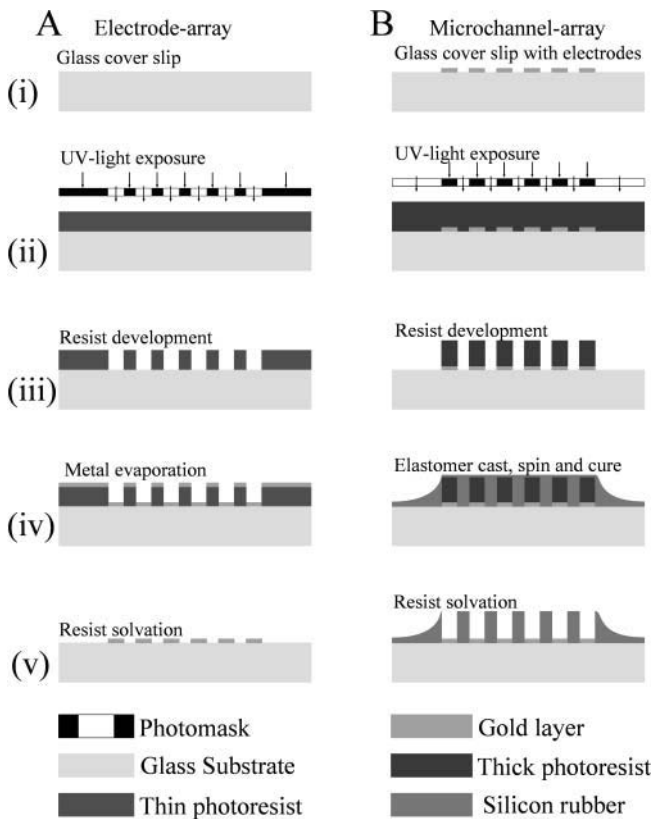 A Electrode-array
B Microchannel-array
(i)
Glass cover slip
Glass cover slip with electrodes
(ii)
UV-light exposure
UV-light exposure
(iii)
Resist development
Resist development
(iv)
Metal evaporation
Elastomer cast, spin and cure
(v)
Resist solvation
Resist solvation
Photomask
Glass Substrate
Thin photoresist
Gold layer
Thick photoresist
Silicon rubber